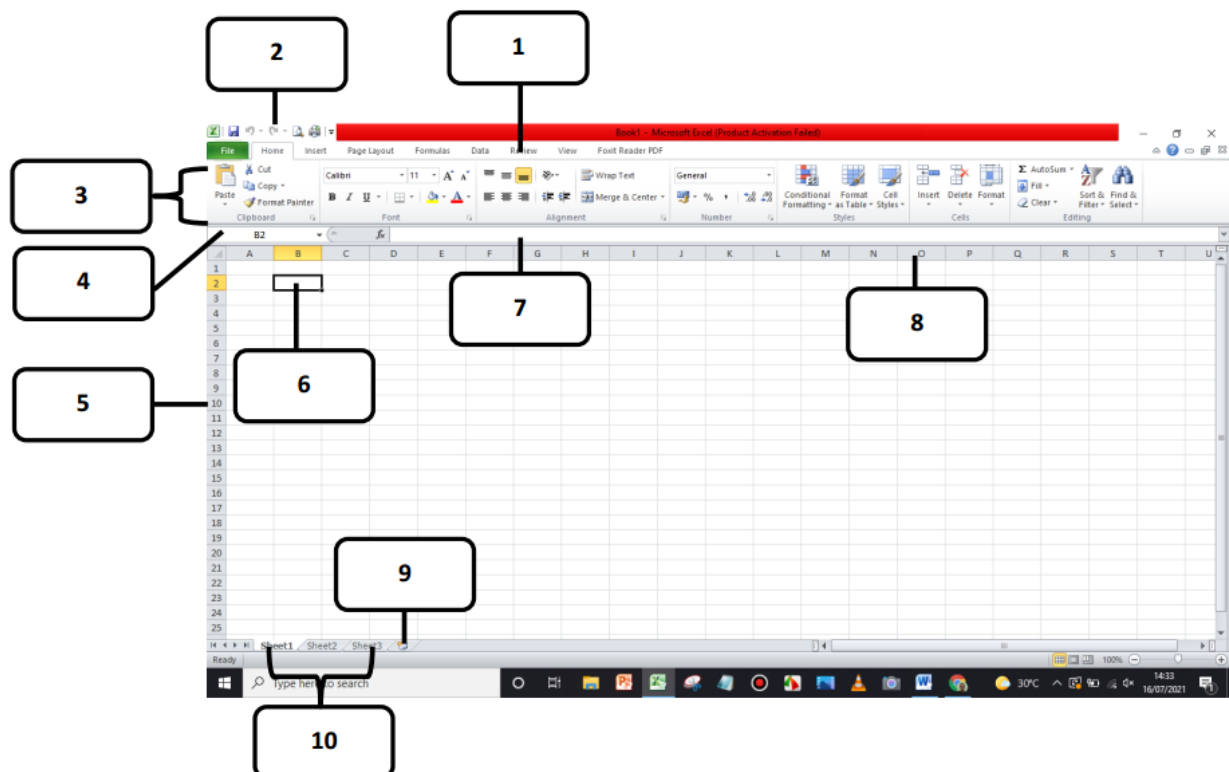 2
1
Book1 - Microsoft Excel (Product Activation Failed)
File Home Insert Page Layout Formulas Data Review View Foxit Reader PDF
3
Paste
Cut
Copy
Format Painter
Clipboard
Calibri 11 A A
B I U A
Font
Wrap Text
Merge & Center
Alignment
General
% ,
Number
Conditional Formatting
Format as Table
Cell Styles
Styles
Insert Delete Format
Cells
Σ AutoSum
Fill
Clear
Sort & Filter
Find & Select
Editing
4
B2 fx
A B C D E F G H I J K L M N O P Q R S T U
1
2
3
4
5
6
7
8
9
10
11
12
13
14
15
16
17
18
19
20
21
22
23
24
25
7
8
6
5
9
Sheet1 Sheet2 Sheet3
Ready 100%
Type here to search 30°C 14:33
16/07/2021
10